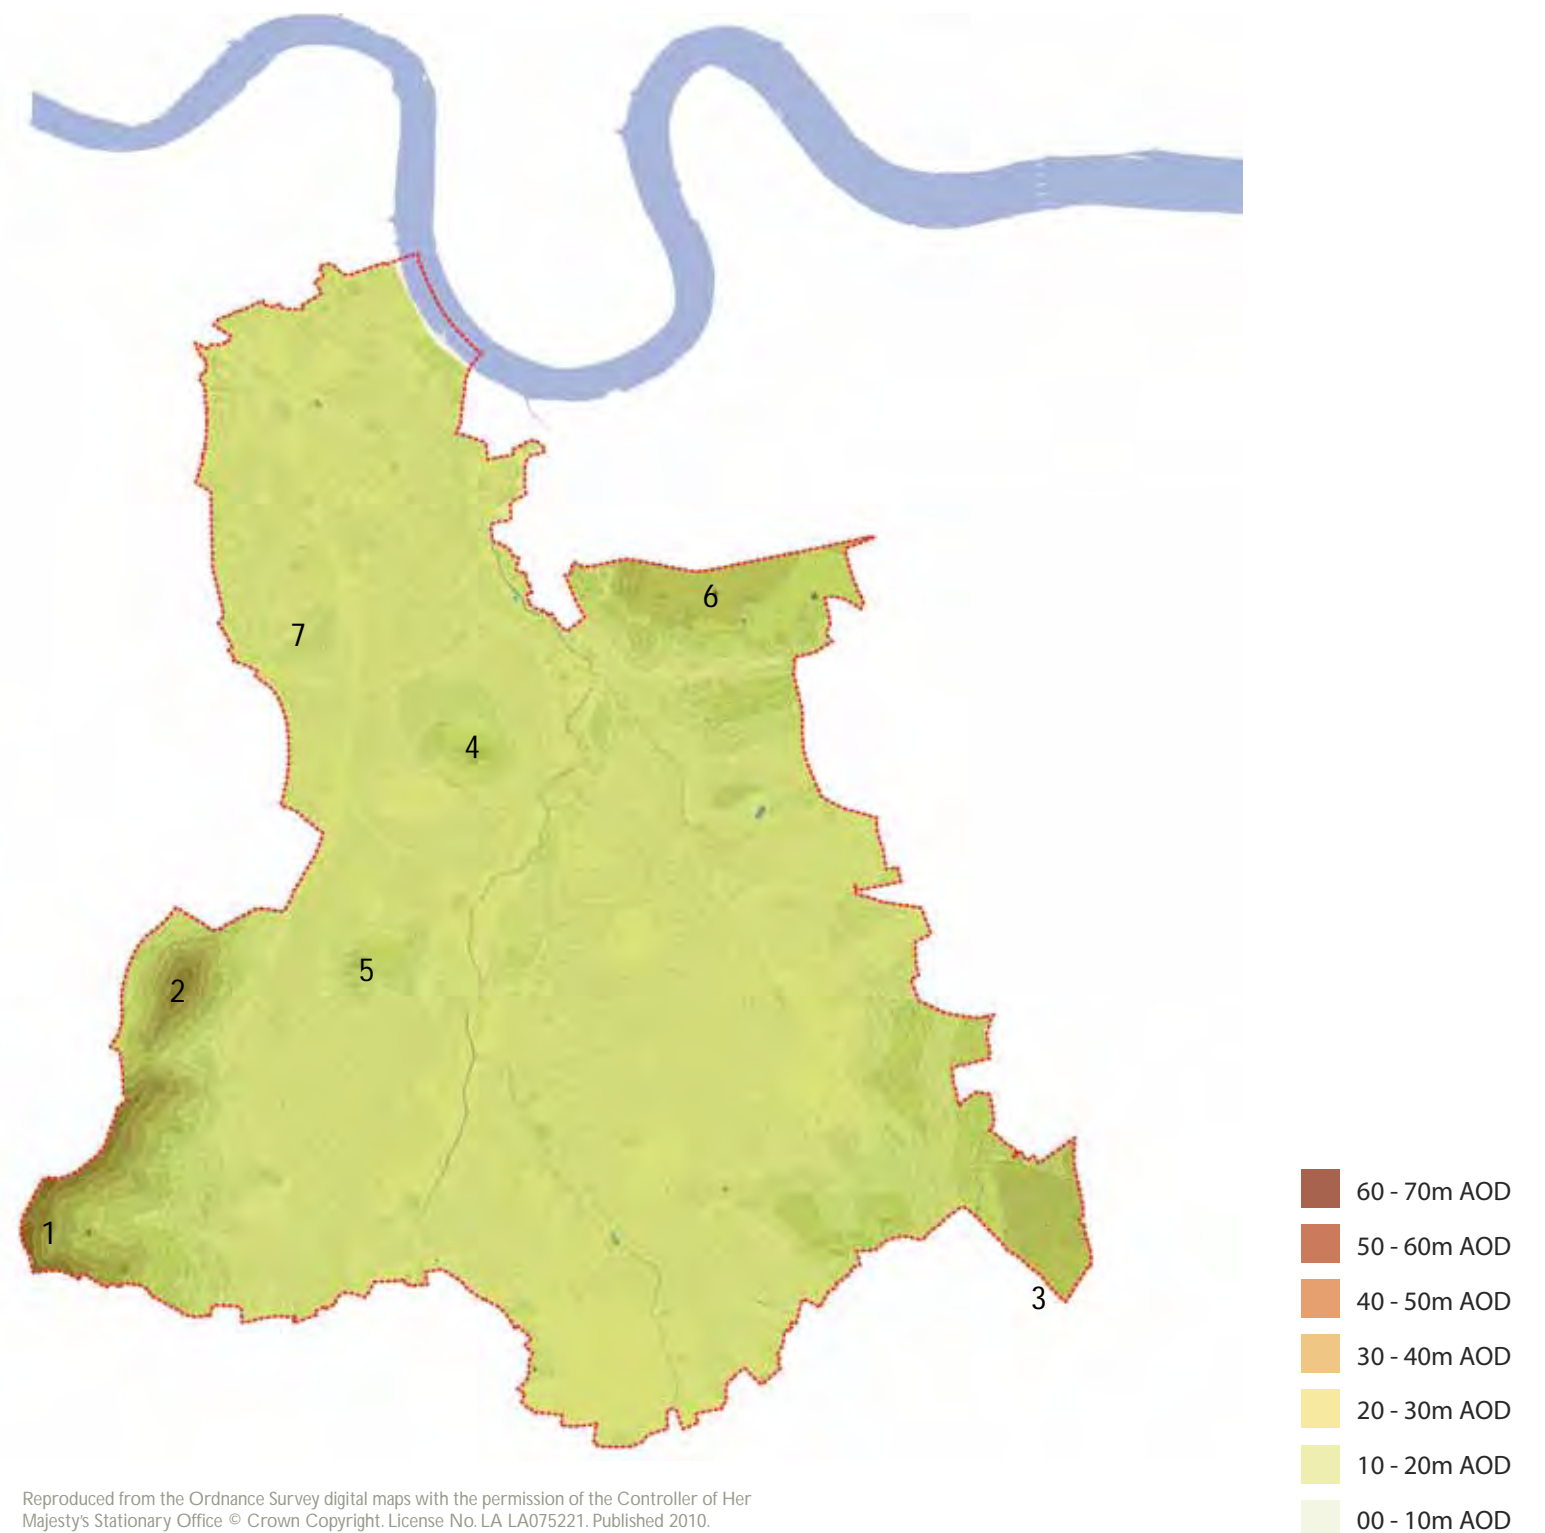 6
7
4
5
2
1
3
60 - 70m AOD
50 - 60m AOD
40 - 50m AOD
30 - 40m AOD
20 - 30m AOD
10 - 20m AOD
00 - 10m AOD
Reproduced from the Ordnance Survey digital maps with the permission of the Controller of Her
Majesty's Stationary Office © Crown Copyright. License No. LA LA075221. Published 2010.